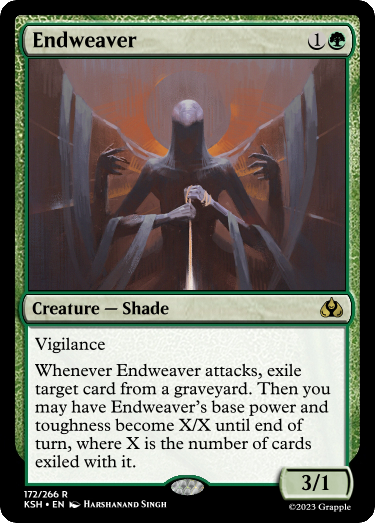 Endweaver 1
Creature — Shade
Vigilance
Whenever Endweaver attacks, exile
target card from a graveyard. Then you
may have Endweaver's base power and
toughness become X/X until end of
turn, where X is the number of cards
exiled with it.
3/1
172/266 R
KSH • EN Harshanand Singh
©2023 Grapple